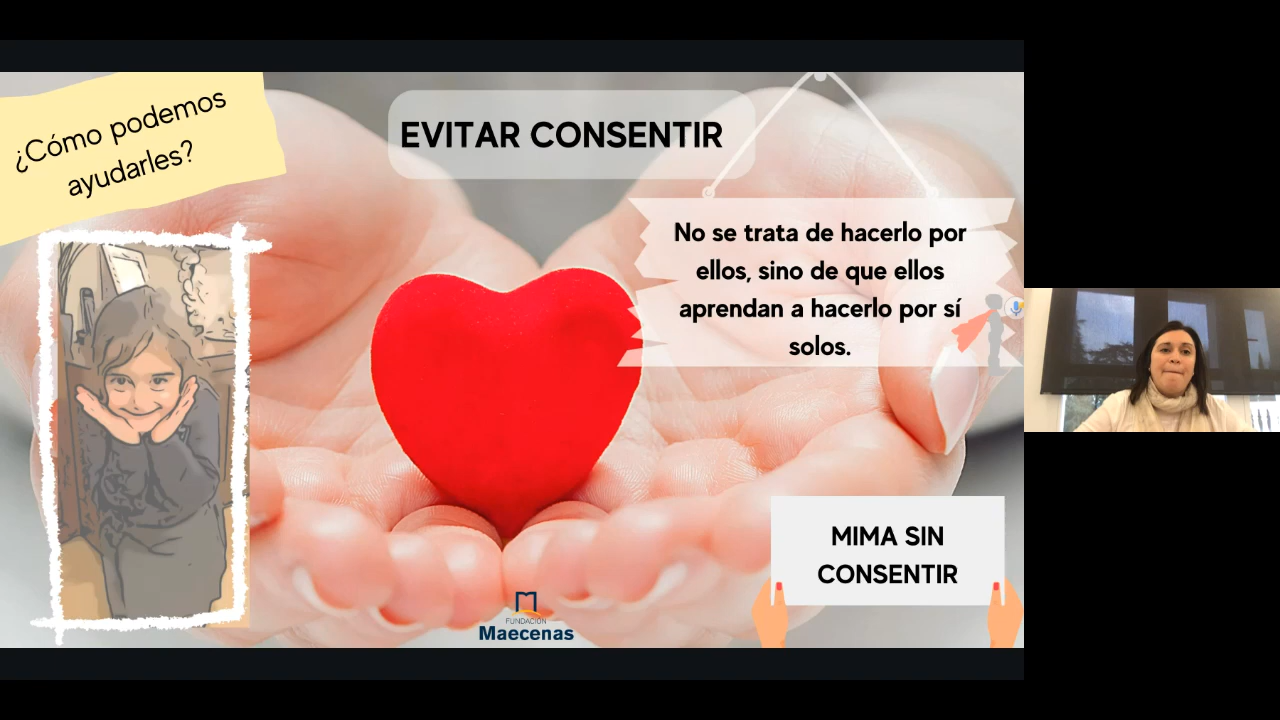 ¿Cómo podemos
ayudarles?
EVITAR CONSENTIR
No se trata de hacerlo por
ellos, sino de que ellos
aprendan a hacerlo por sí
solos.
MIMA SIN
CONSENTIR
FUNDACIÓN
Maecenas